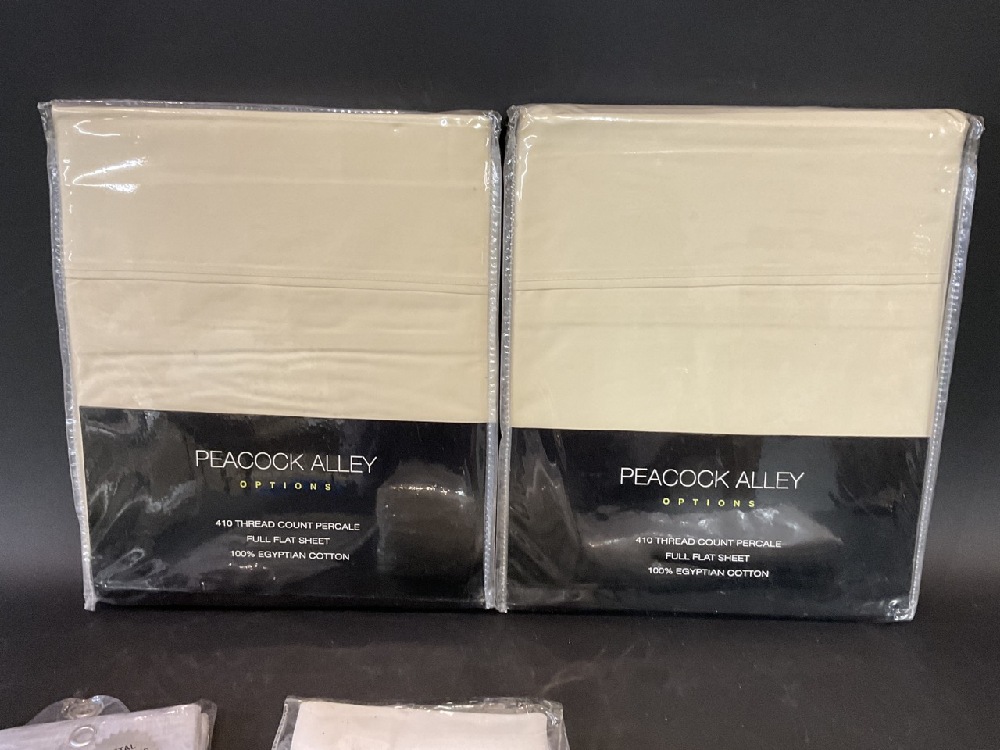 PEACOCK ALLEY
OPTIONS
410 THREAD COUNT PERCALE
FULL FLAT SHEET
100% EGYPTIAN COTTON
PEACOCK ALLEY
OPTIONS
410 THREAD COUNT PERCALE
FULL FLAT SHEET
100% EGYPTIAN COTTON